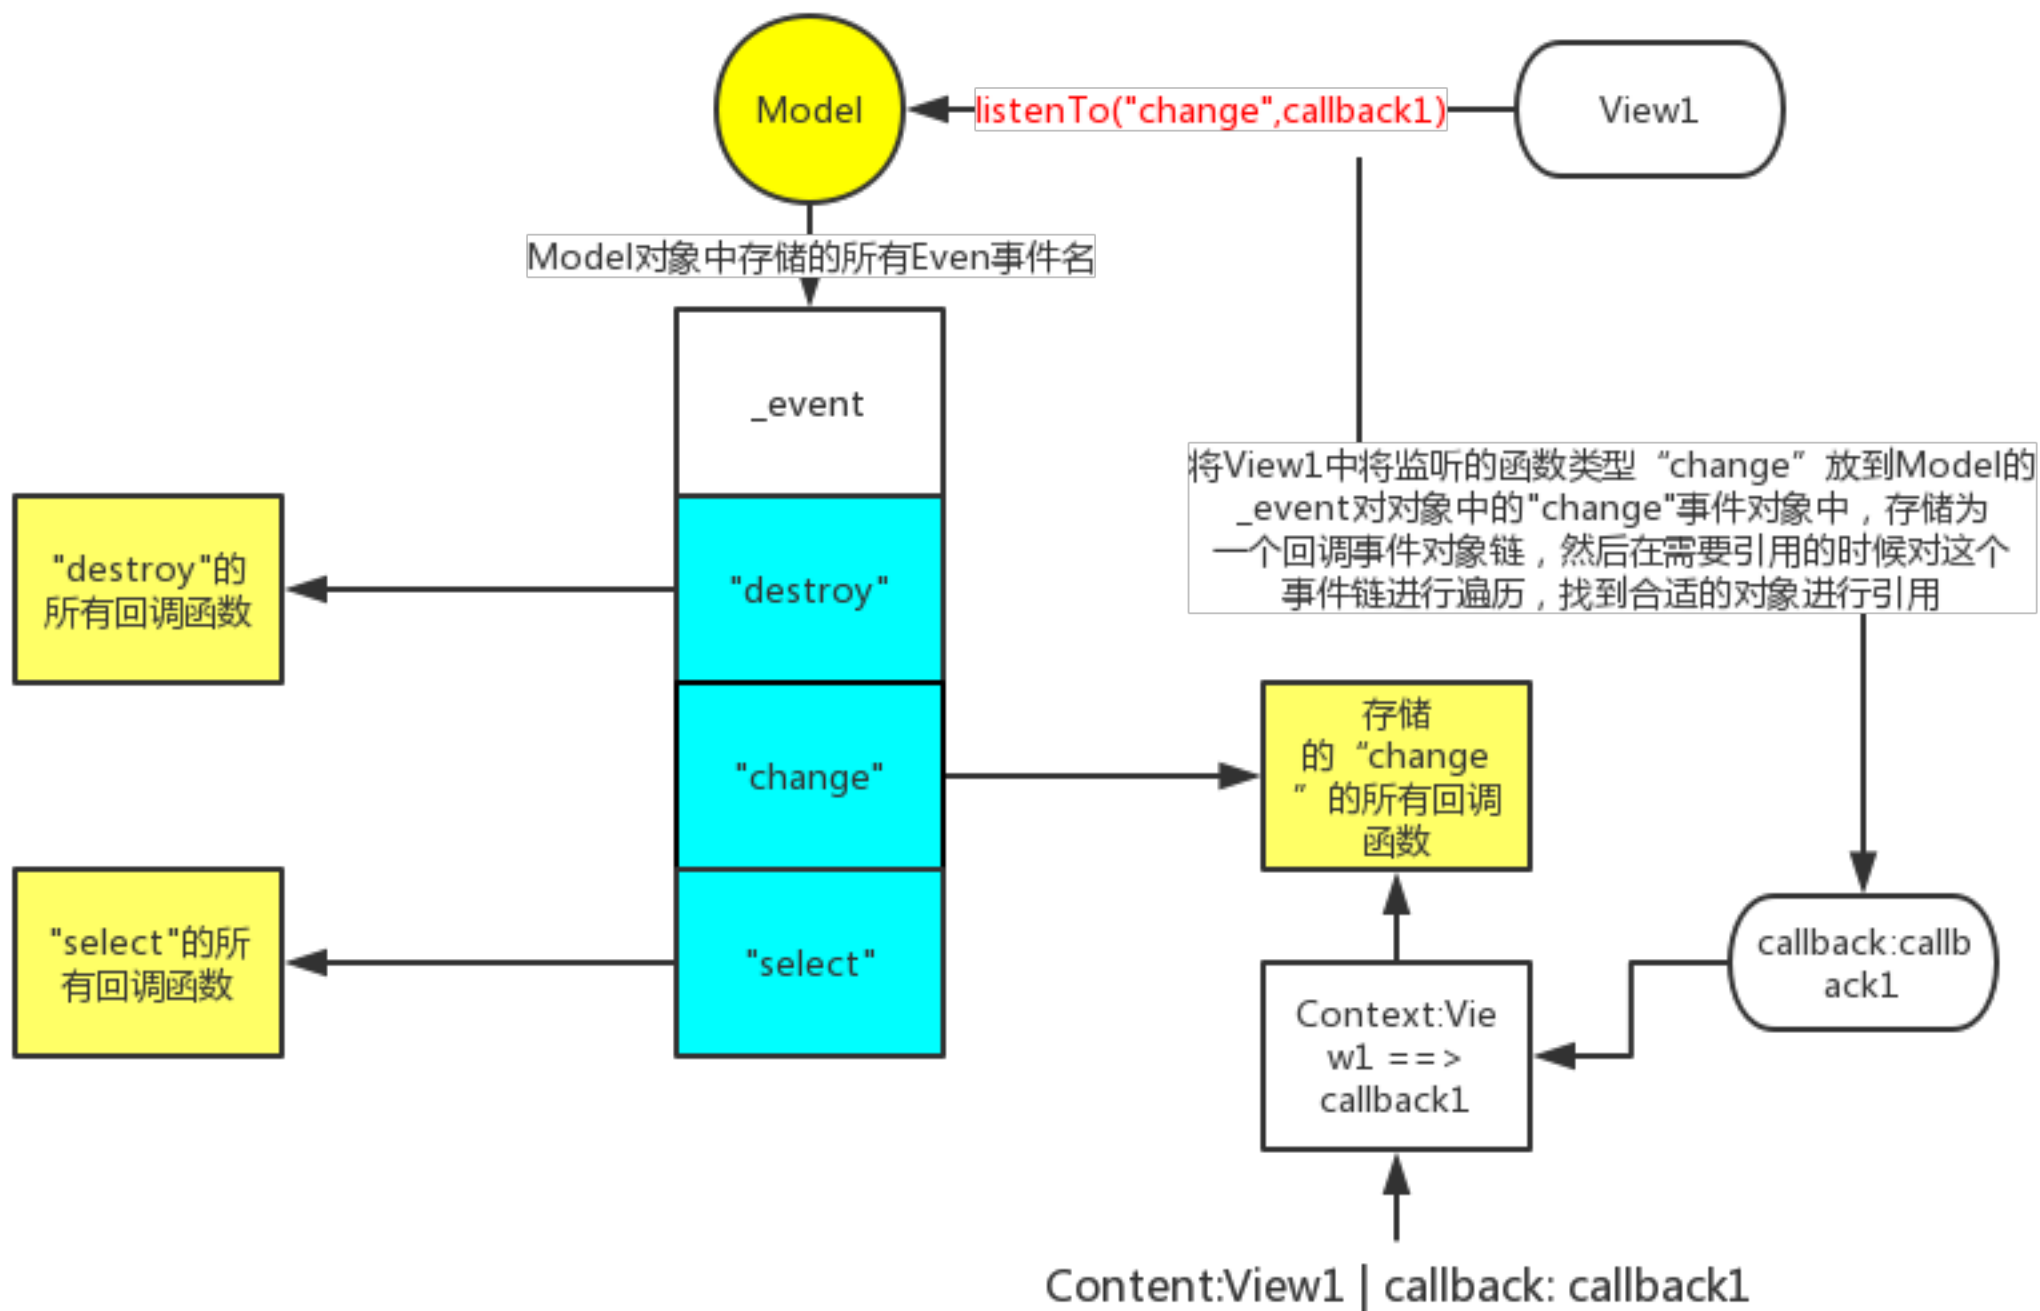 Model
listenTo("change",callback1)
View1
Model对象中存储的所有Even事件名
_event
将View1中将监听的函数类型“change”放到Model的
_event对对象中的"change"事件对象中，存储为
一个回调事件对象链，然后在需要引用的时候对这个
事件链进行遍历，找到合适的对象进行引用
"destroy"的
所有回调函数
"destroy"
"change"
存储
的“change
”的所有回调
函数
"select"的所
有回调函数
"select"
callback:callb
ack1
Context:Vie
w1 ==>
callback1
Content:View1 | callback: callback1